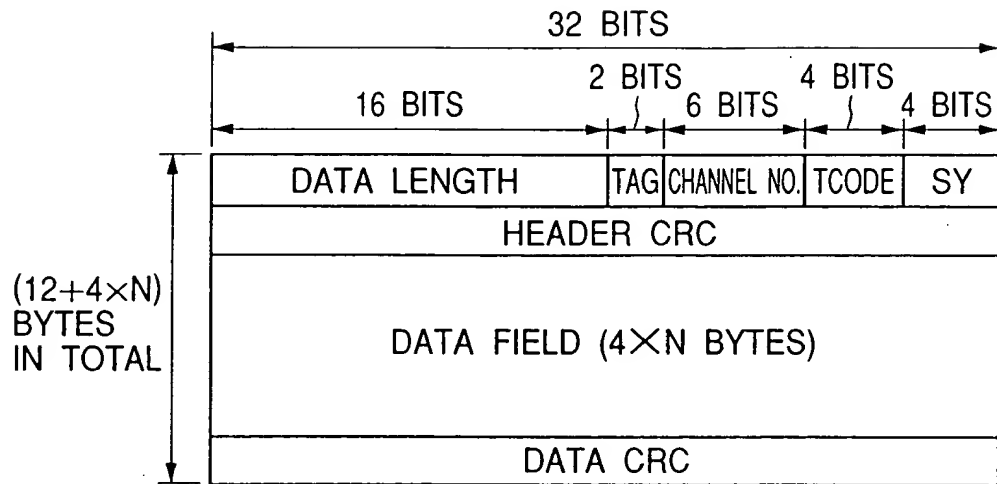 32 BITS
2 BITS 4 BITS
16 BITS 6 BITS 4 BITS
DATA LENGTH TAG CHANNEL NO. TCODE SY
HEADER CRC
(12+4×N)
BYTES
IN TOTAL
DATA FIELD (4×N BYTES)
DATA CRC